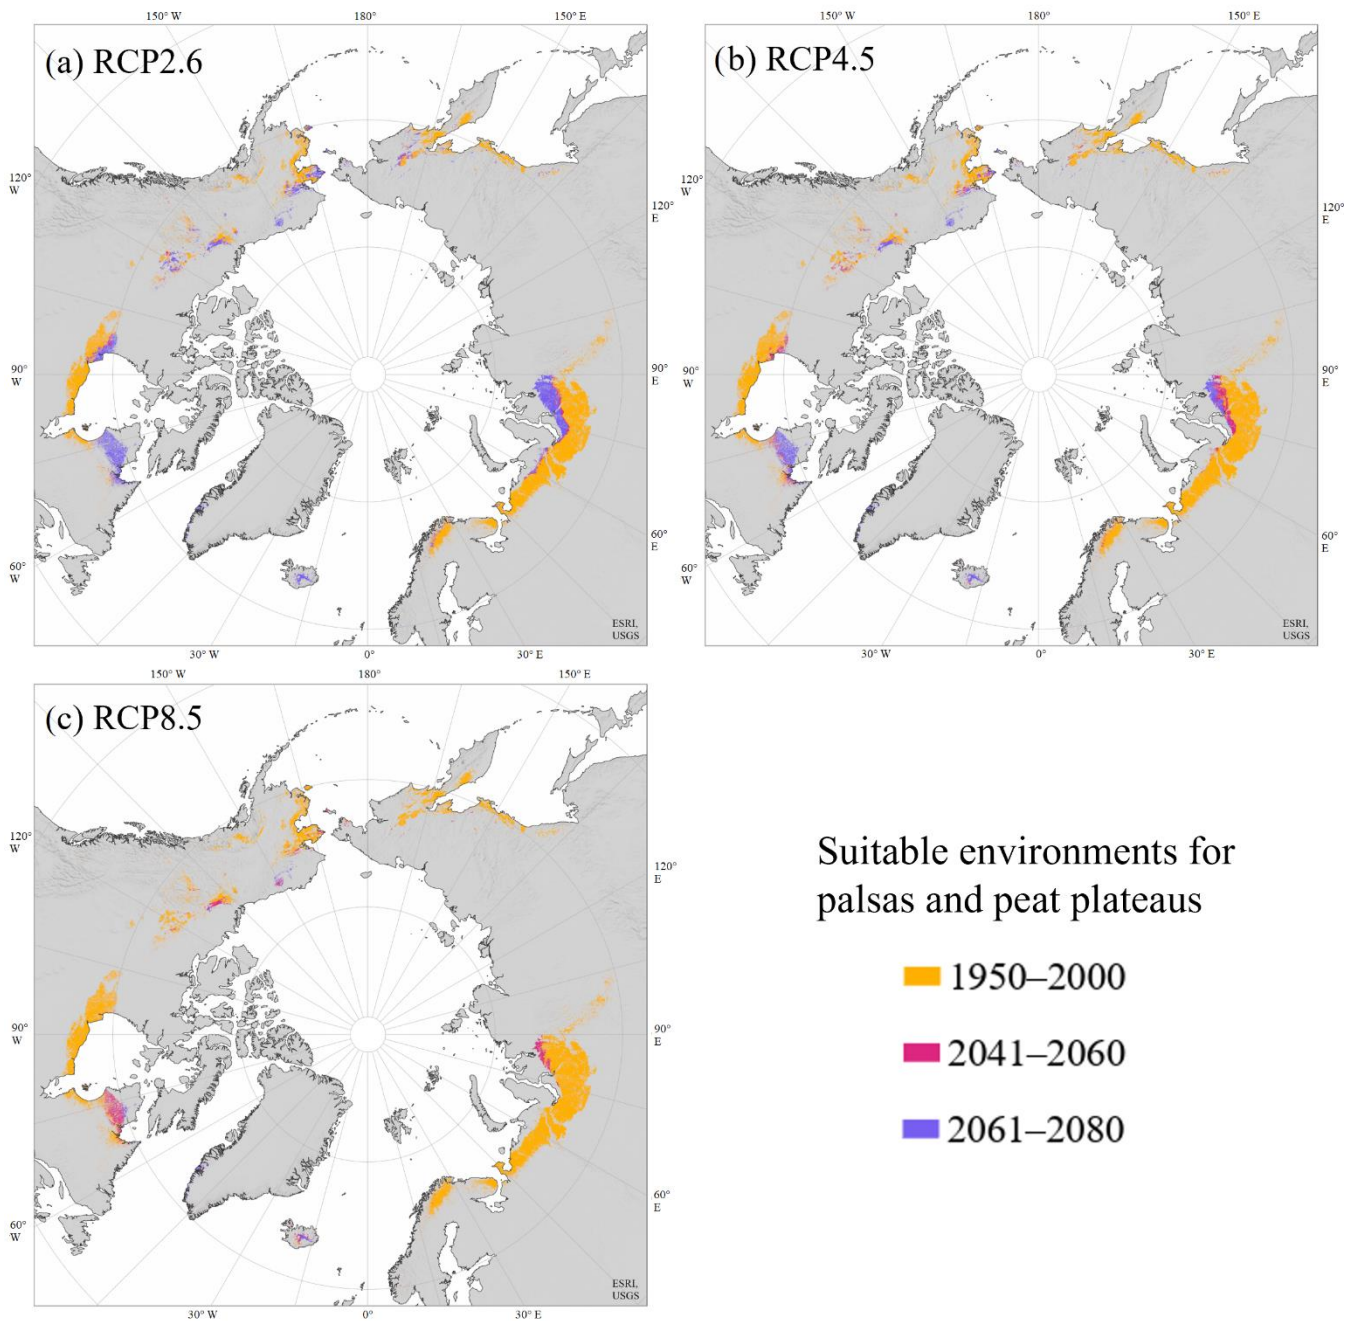 150° W 180° 150° E
(a) RCP2.6
120°
W
120°
E
90°
W
90°
E
60°
W
60°
E
ESRI,
USGS
30° W 0° 30° E
150° W 180° 150° E
(b) RCP4.5
120°
W
120°
E
90°
W
90°
E
60°
W
60°
E
ESRI,
USGS
30° W 0° 30° E
150° W 180° 150° E
(c) RCP8.5
120°
W
120°
E
90°
W
90°
E
60°
W
60°
E
ESRI,
USGS
30° W 0° 30° E
Suitable environments for
palsas and peat plateaus
1950–2000
2041–2060
2061–2080